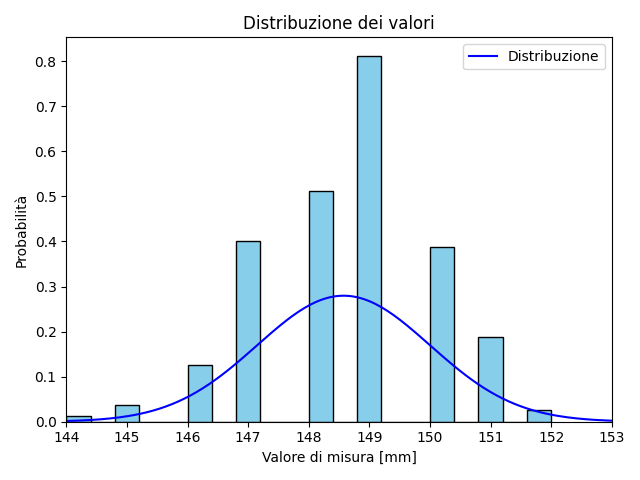 Distribuzione dei valori
Distribuzione
Probabilità
0.8
0.7
0.6
0.5
0.4
0.3
0.2
0.1
0.0
144 145 146 147 148 149 150 151 152 153
Valore di misura [mm]